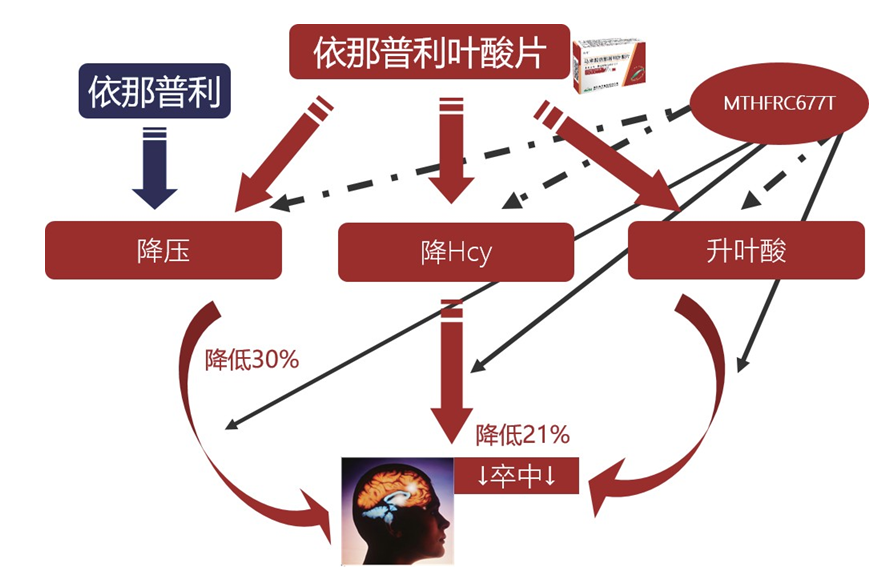 依那普利叶酸片
依那普利
MTHFRC677T
降压
降Hcy
升叶酸
降低30%
降低21%
↓卒中↓